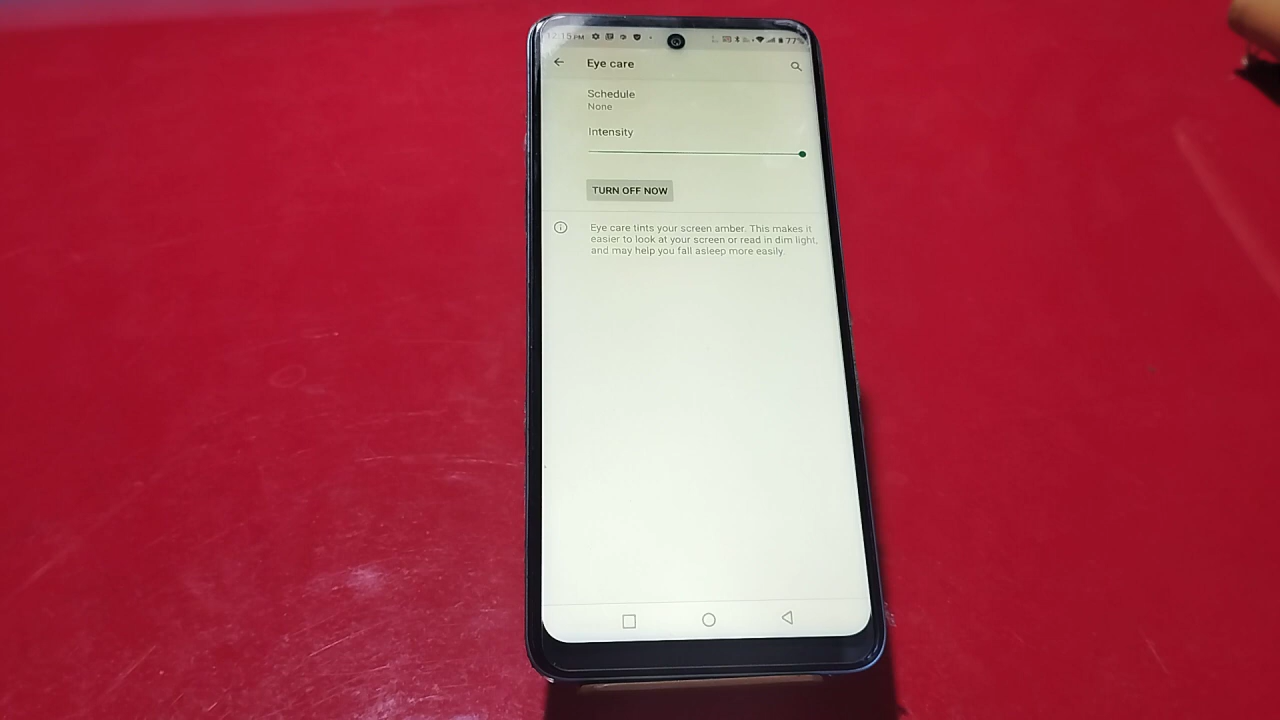 12:15 PM 77%
Eye care
Schedule
None
Intensity
TURN OFF NOW
Eye care tints your screen amber. This makes it
easier to look at your screen or read in dim light,
and may help you fall asleep more easily.